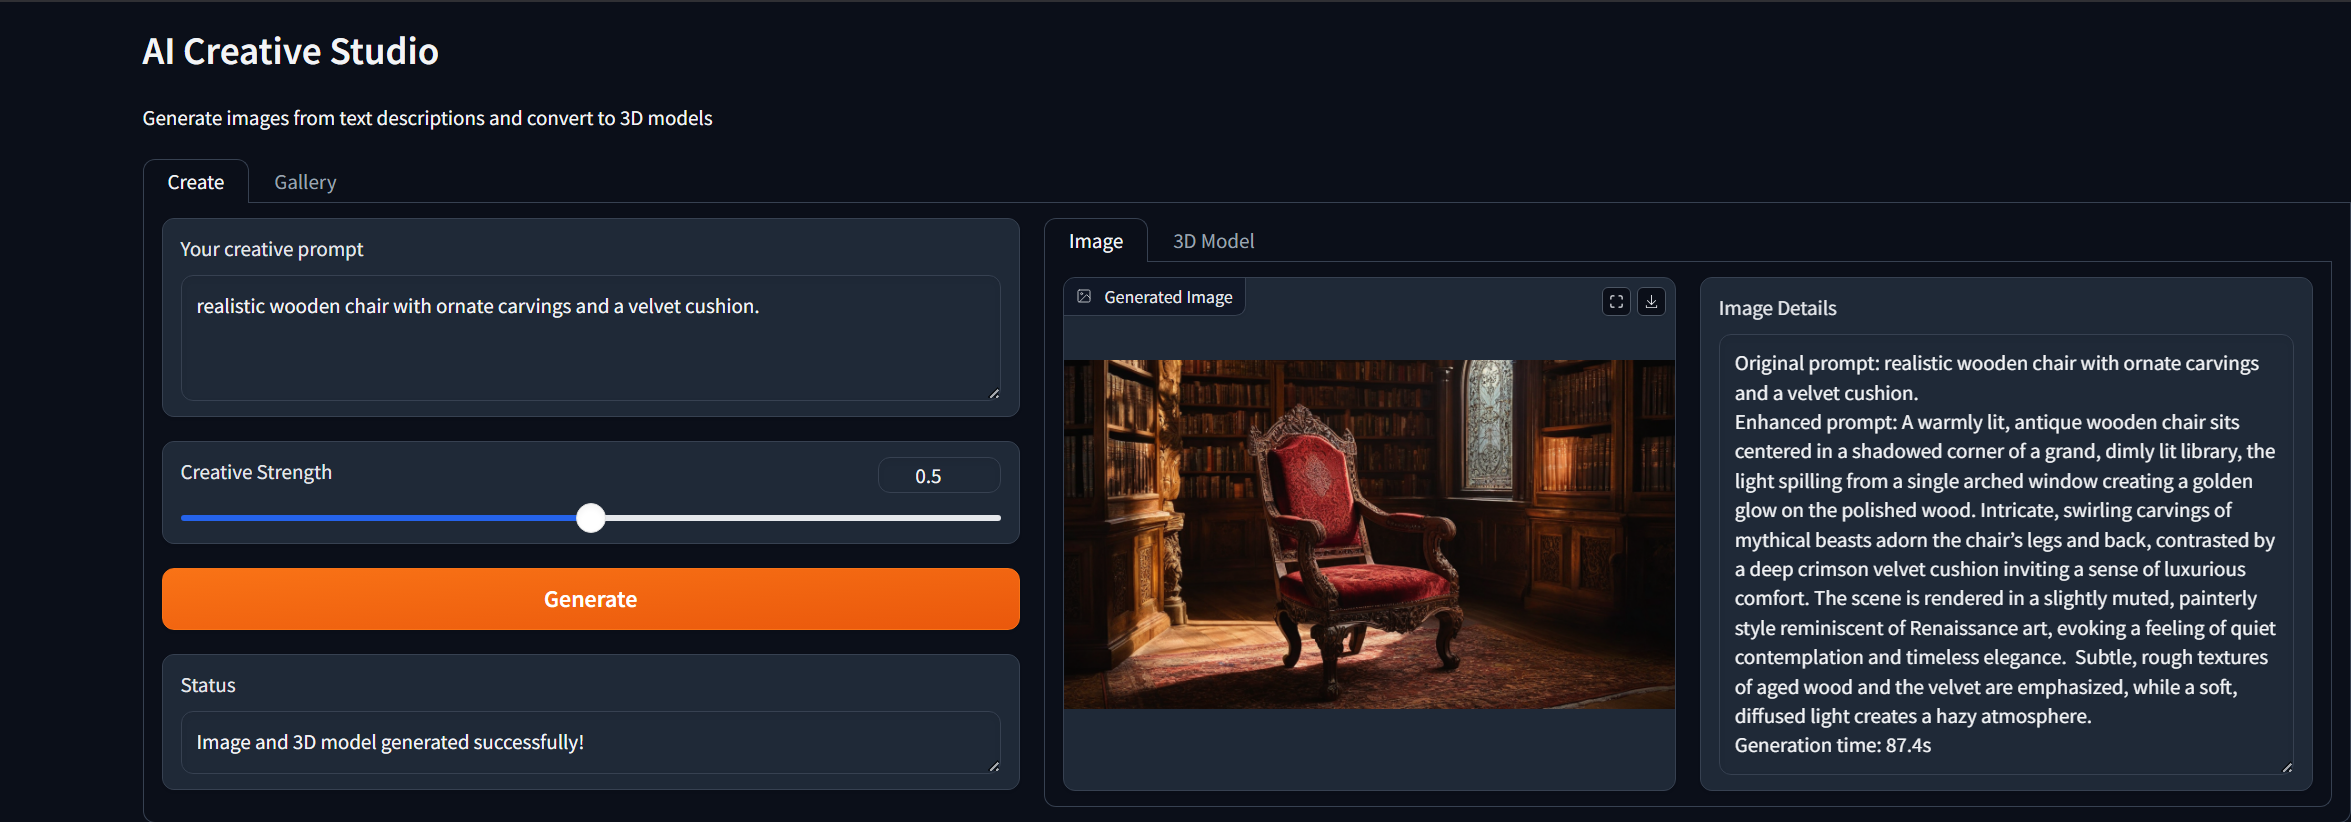 AI Creative Studio
Generate images from text descriptions and convert to 3D models
Create
Gallery
Your creative prompt
realistic wooden chair with ornate carvings and a velvet cushion.
Creative Strength
0.5
Generate
Status
Image and 3D model generated successfully!
Image
3D Model
Generated Image
Image Details
Original prompt: realistic wooden chair with ornate carvings
and a velvet cushion.
Enhanced prompt: A warmly lit, antique wooden chair sits
centered in a shadowed corner of a grand, dimly lit library, the
light spilling from a single arched window creating a golden
glow on the polished wood. Intricate, swirling carvings of
mythical beasts adorn the chair’s legs and back, contrasted by
a deep crimson velvet cushion inviting a sense of luxurious
comfort. The scene is rendered in a slightly muted, painterly
style reminiscent of Renaissance art, evoking a feeling of quiet
contemplation and timeless elegance.  Subtle, rough textures
of aged wood and the velvet are emphasized, while a soft,
diffused light creates a hazy atmosphere.
Generation time: 87.4s